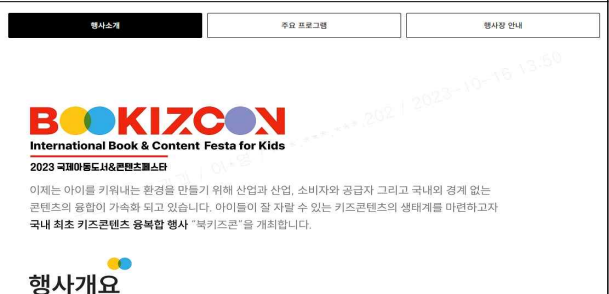 행사소개
주요 프로그램
행사장 안내
BOOKIZCON
International Book & Content Festa for Kids
2023 국제아동도서&콘텐츠페스타
이제는 아이를 키워내는 환경을 만들기 위해 산업과 산업, 소비자와 공급자 그리고 국내외 경계 없는
콘텐츠의 융합이 가속화 되고 있습니다. 아이들이 잘 자랄 수 있는 키즈콘텐츠의 생태계를 마련하고자
국내 최초 키즈콘텐츠 융복합 행사 "북키즈콘"을 개최합니다.
행사개요
202 / 2023-10-16 13:50